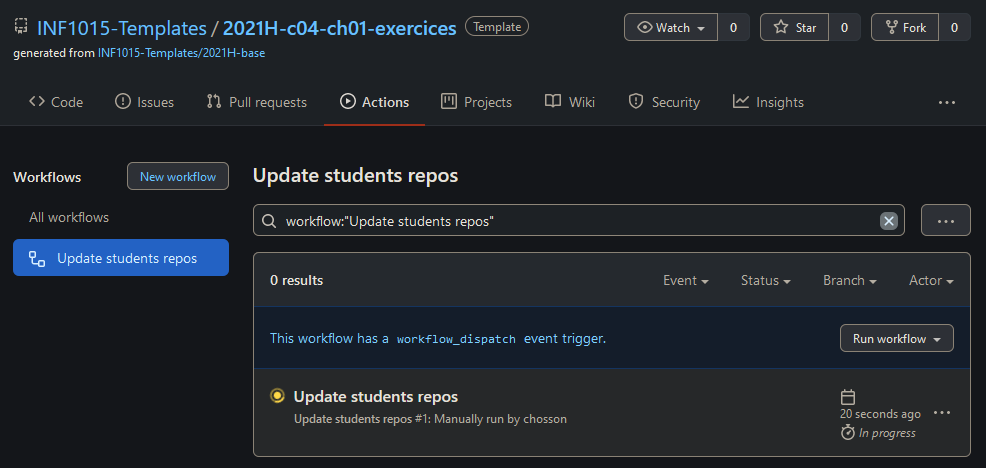 INF1015-Templates / 2021H-c04-ch01-exercices Template Watch 0 Star 0 Fork 0
generated from INF1015-Templates/2021H-base
Code Issues Pull requests Actions Projects Wiki Security Insights ...
Workflows New workflow
All workflows
Update students repos
Update students repos
workflow:"Update students repos" ...
0 results Event Status Branch Actor
This workflow has a workflow_dispatch event trigger. Run workflow
Update students repos
Update students repos #1: Manually run by chosson
20 seconds ago ...
In progress